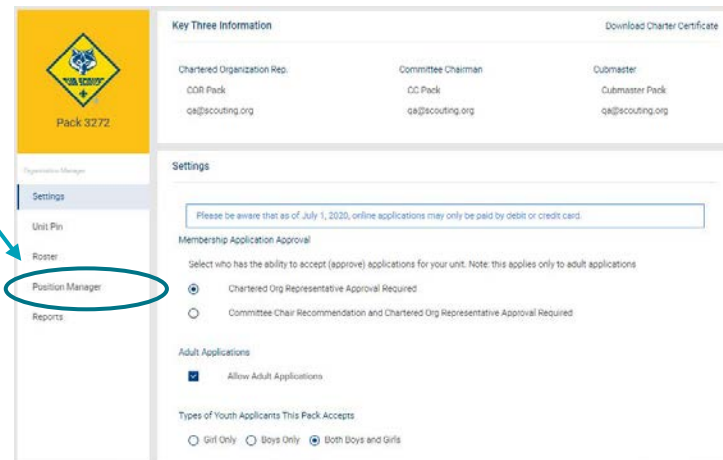 CUB SCOUTS
Pack 3272
Organization Manager
Settings
Unit Pin
Roster
Position Manager
Reports
Key Three Information
Download Charter Certificate
Chartered Organization Rep.
Committee Chairman
Cubmaster
COR Pack
CC Pack
Cubmaster Pack
qa@scouting.org
qa@scouting.org
qa@scouting.org
Settings
Please be aware that as of July 1, 2020, online applications may only be paid by debit or credit card.
Membership Application Approval
Select who has the ability to accept (approve) applications for your unit. Note: this applies only to adult applications
Chartered Org Representative Approval Required
Committee Chair Recommendation and Chartered Org Representative Approval Required
Adult Applications
Allow Adult Applications
Types of Youth Applicants This Pack Accepts
Girl Only Boys Only Both Boys and Girls